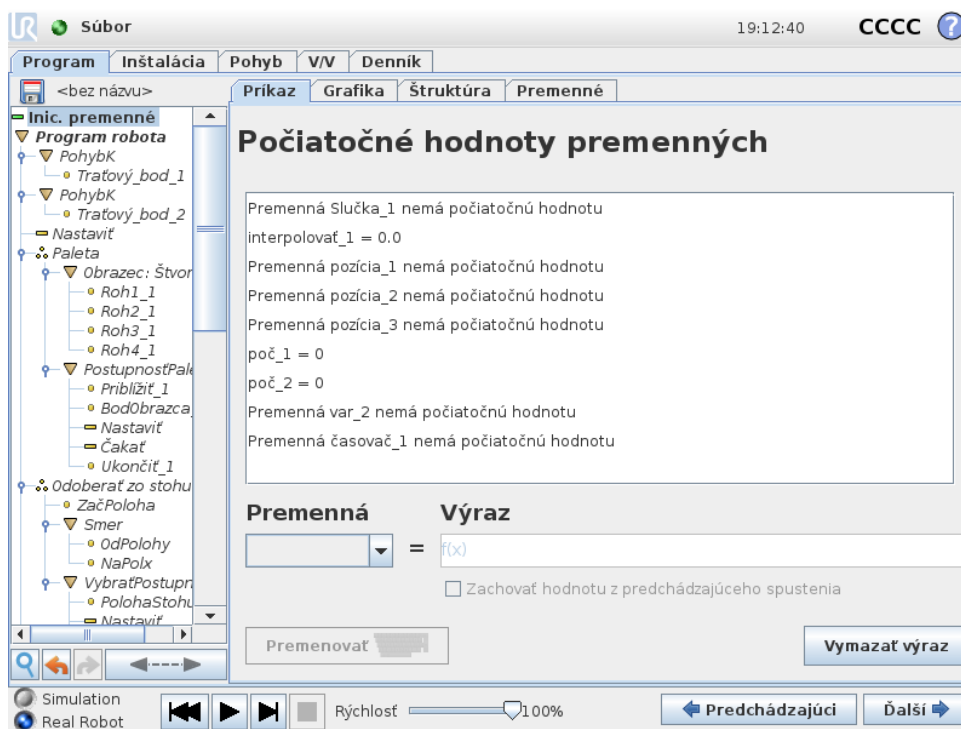 Súbor
19:12:40
CCCC
?
Program Inštalácia Pohyb V/V Denník
<bez názvu>
Príkaz Grafika Štruktúra Premenné
Inic. premenné
Program robota
PohybK
Traťový_bod_1
PohybK
Traťový_bod_2
Nastaviť
Paleta
Obrazec: Štvor
Roh1_1
Roh2_1
Roh3_1
Roh4_1
PostupnosťPale
Priblížiť_1
BodObrazca_
Nastaviť
Čakať
Ukončiť_1
Odoberať zo stohu
ZačPoloha
Smer
OdPolohy
NaPolx
VybraťPostupn
PolohaStohu
Nastaviť
Počiatočné hodnoty premenných
Premenná Slučka_1 nemá počiatočnú hodnotu
interpolovať_1 = 0.0
Premenná pozícia_1 nemá počiatočnú hodnotu
Premenná pozícia_2 nemá počiatočnú hodnotu
Premenná pozícia_3 nemá počiatočnú hodnotu
poč_1 = 0
poč_2 = 0
Premenná var_2 nemá počiatočnú hodnotu
Premenná časovač_1 nemá počiatočnú hodnotu
Premenná Výraz
= f(x)
Zachovať hodnotu z predchádzajúceho spustenia
Premenovať
Vymazať výraz
Simulation
Real Robot
Rýchlosť 100%
Predchádzajúci
Ďalší